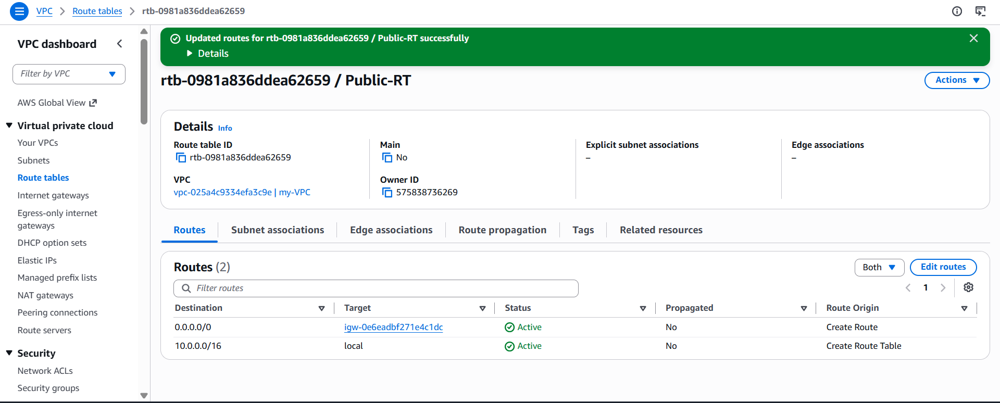 VPC > Route tables > rtb-0981a836ddea62659
VPC dashboard
Filter by VPC
AWS Global View
Virtual private cloud
Your VPCs
Subnets
Route tables
Internet gateways
Egress-only internet
gateways
DHCP option sets
Elastic IPs
Managed prefix lists
NAT gateways
Peering connections
Route servers
Security
Network ACLs
Security groups
Updated routes for rtb-0981a836ddea62659 / Public-RT successfully
Details
rtb-0981a836ddea62659 / Public-RT
Actions
Details Info
Route table ID
rtb-0981a836ddea62659
Main
No
Explicit subnet associations
–
Edge associations
–
VPC
vpc-025a4c9334efa3c9e | my-VPC
Owner ID
575838736269
Routes Subnet associations Edge associations Route propagation Tags Related resources
Routes (2)
Both
Edit routes
Filter routes
1
Destination Target Status Propagated Route Origin
0.0.0.0/0 igw-0e6eadbf271e4c1dc Active No Create Route
10.0.0.0/16 local Active No Create Route Table